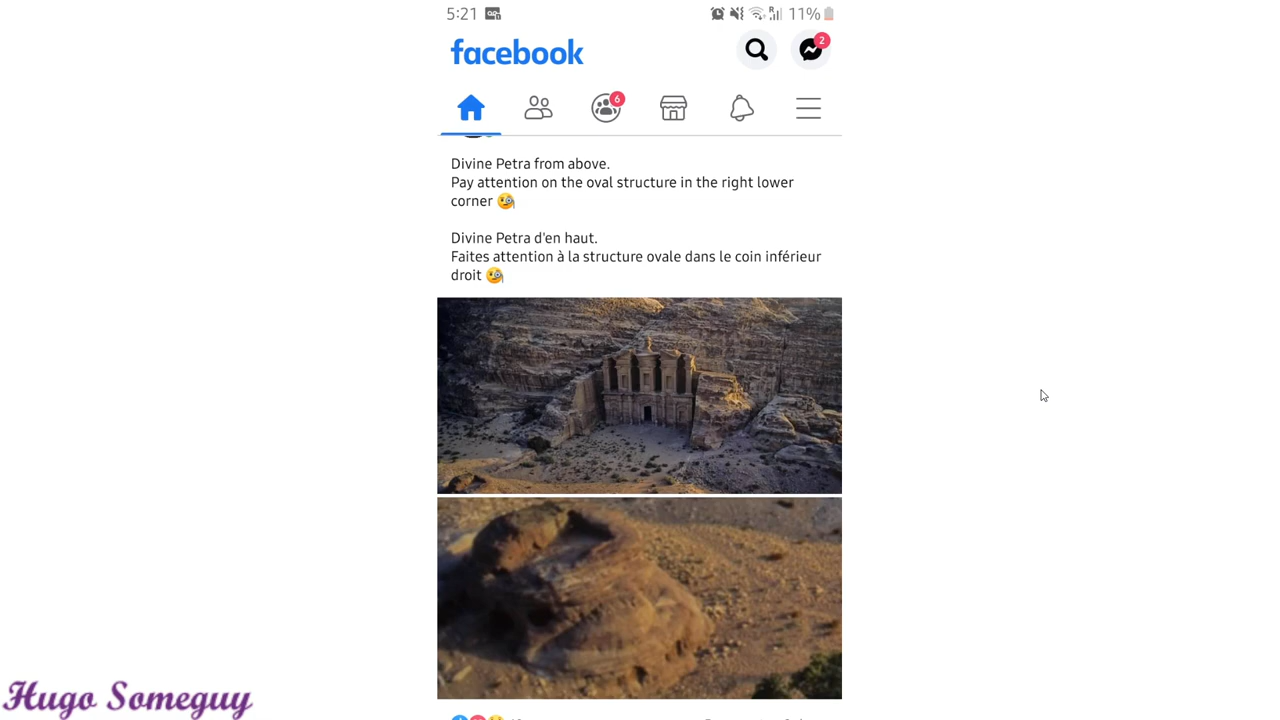 5:21
11%
facebook
2
6
Divine Petra from above.
Pay attention on the oval structure in the right lower
corner 🧐
Divine Petra d'en haut.
Faites attention à la structure ovale dans le coin inférieur
droit 🧐
Hugo Someguy